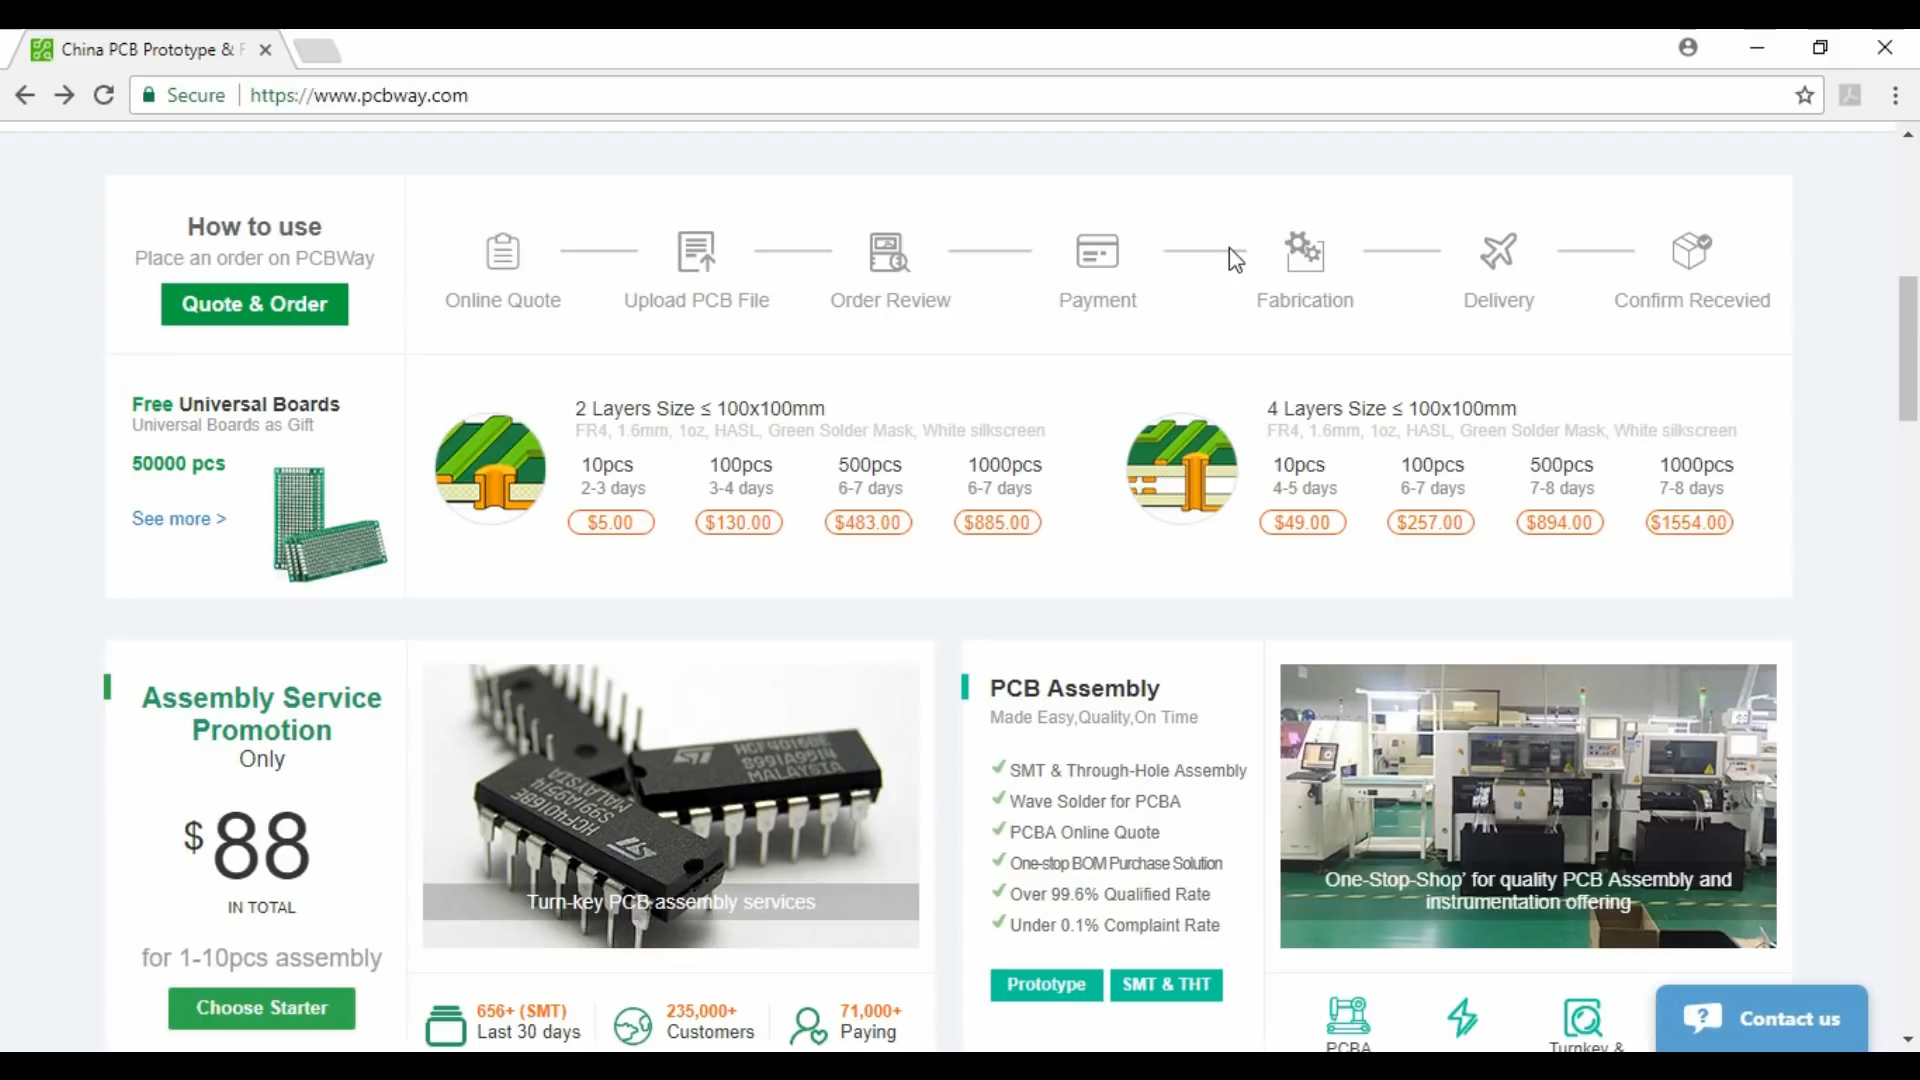 China PCB Prototype & F
Secure
https://www.pcbway.com
How to use
Place an order on PCBWay
Quote & Order
Online Quote
Upload PCB File
Order Review
Payment
Fabrication
Delivery
Confirm Recevied
Free Universal Boards
Universal Boards as Gift
50000 pcs
See more >
2 Layers Size ≤ 100x100mm
FR4, 1.6mm, 1oz, HASL, Green Solder Mask, White silkscreen
10pcs 100pcs 500pcs 1000pcs
2-3 days 3-4 days 6-7 days 6-7 days
$5.00 $130.00 $483.00 $885.00
4 Layers Size ≤ 100x100mm
FR4, 1.6mm, 1oz, HASL, Green Solder Mask, White silkscreen
10pcs 100pcs 500pcs 1000pcs
4-5 days 6-7 days 7-8 days 7-8 days
$49.00 $257.00 $894.00 $1554.00
Assembly Service
Promotion
Only
$88
IN TOTAL
for 1-10pcs assembly
Choose Starter
HCF4016BE
MALAYSIA
HCF4016BE
MALAYSIA
Turn-key PCB assembly services
656+ (SMT)
Last 30 days
235,000+
Customers
71,000+
Paying
PCB Assembly
Made Easy,Quality,On Time
SMT & Through-Hole Assembly
Wave Solder for PCBA
PCBA Online Quote
One-stop BOM Purchase Solution
Over 99.6% Qualified Rate
Under 0.1% Complaint Rate
Prototype
SMT & THT
One-Stop-Shop' for quality PCB Assembly and
instrumentation offering
PCBA
Turnkey &
Contact us